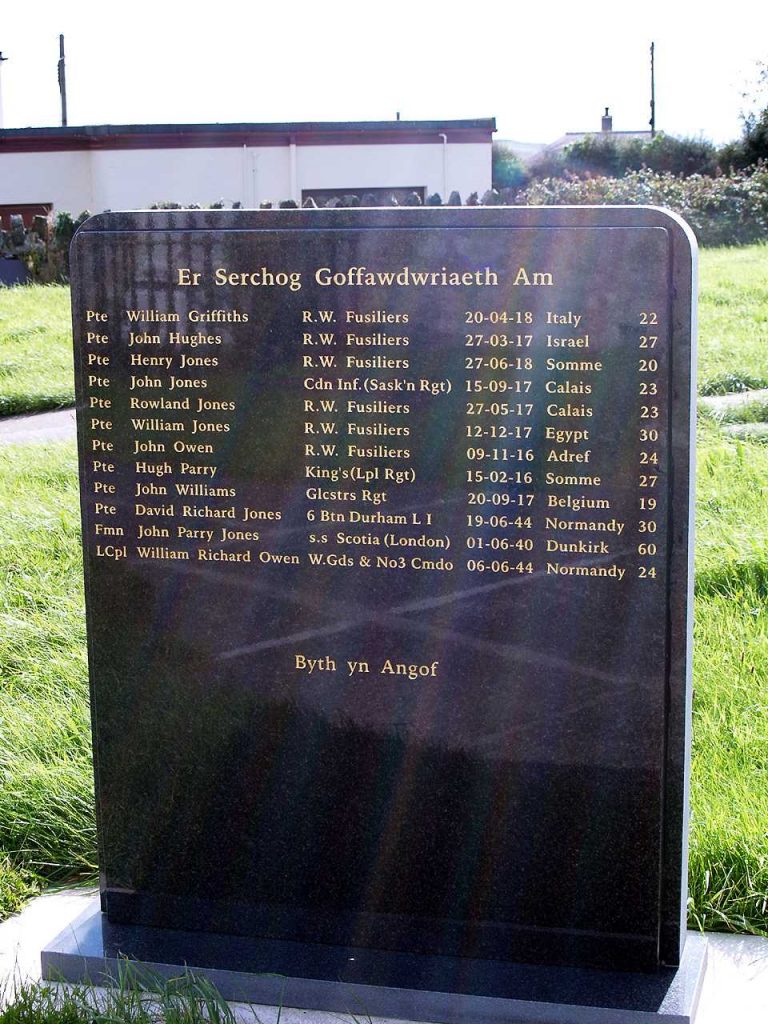 Er Serchog Goffawdwriaeth Am
Pte William Griffiths R.W. Fusiliers 20-04-18 Italy 22
Pte John Hughes R.W. Fusiliers 27-03-17 Israel 27
Pte Henry Jones R.W. Fusiliers 27-06-18 Somme 20
Pte John Jones Cdn Inf.(Sask'n Rgt) 15-09-17 Calais 23
Pte Rowland Jones R.W. Fusiliers 27-05-17 Calais 23
Pte William Jones R.W. Fusiliers 12-12-17 Egypt 30
Pte John Owen R.W. Fusiliers 09-11-16 Adref 24
Pte Hugh Parry King's(Lpl Rgt) 15-02-16 Somme 27
Pte John Williams Glcstrs Rgt 20-09-17 Belgium 19
Pte David Richard Jones 6 Btn Durham L I 19-06-44 Normandy 30
Fmn John Parry Jones s.s Scotia (London) 01-06-40 Dunkirk 60
LCpl William Richard Owen W.Gds & No3 Cmdo 06-06-44 Normandy 24
Byth yn Angof